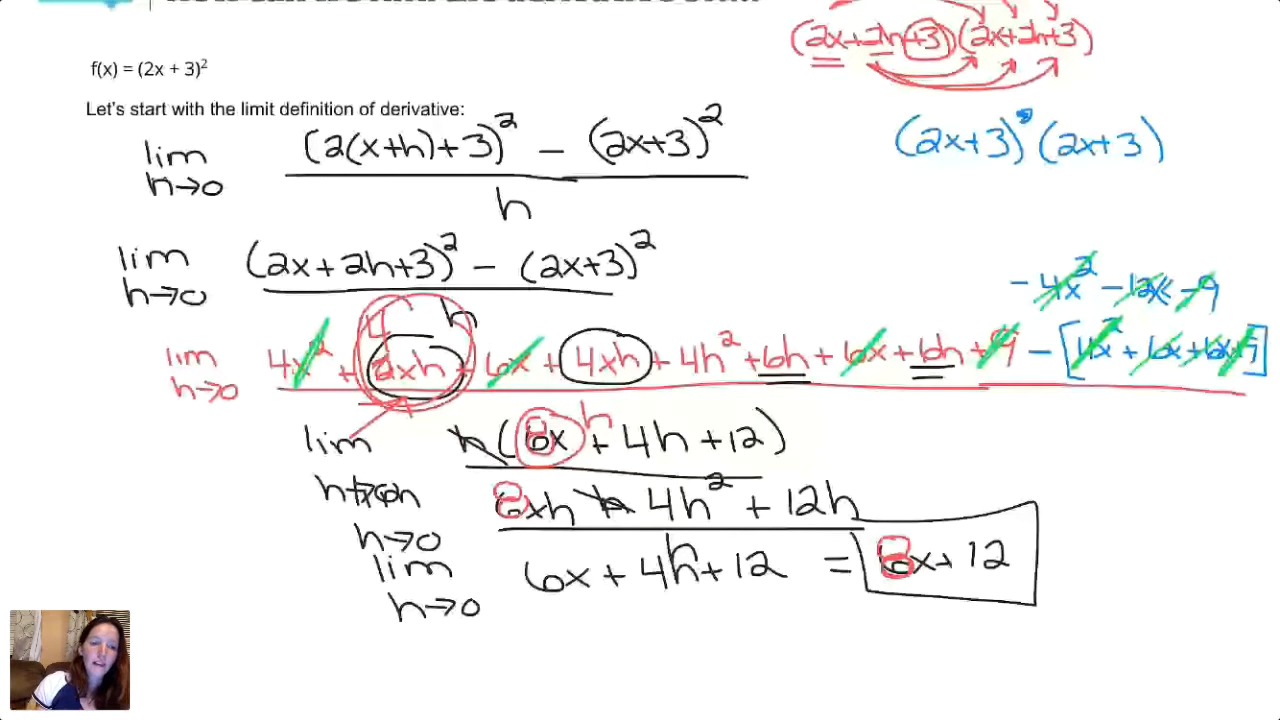 (2x+2h+3)(2x+2h+3)
f(x) = (2x + 3)²
Let's start with the limit definition of derivative:
lim h→0 (2(x+h)+3)² − (2x+3)²
h
(2x+3)(2x+3)
lim h→0 (2x+2h+3)² − (2x+3)²
h
−4x² −12x −9
lim h→0 4x² + 4xh + 6x + 4xh + 4h² + 6h + 6x + 6h + 9 − [4x² + 6x + 6x + 9]
lim h(8x + 4h + 12)
h
h→0 8xh + 4h² + 12h
h
lim h→0 6x + 4h + 12 = 8x + 12